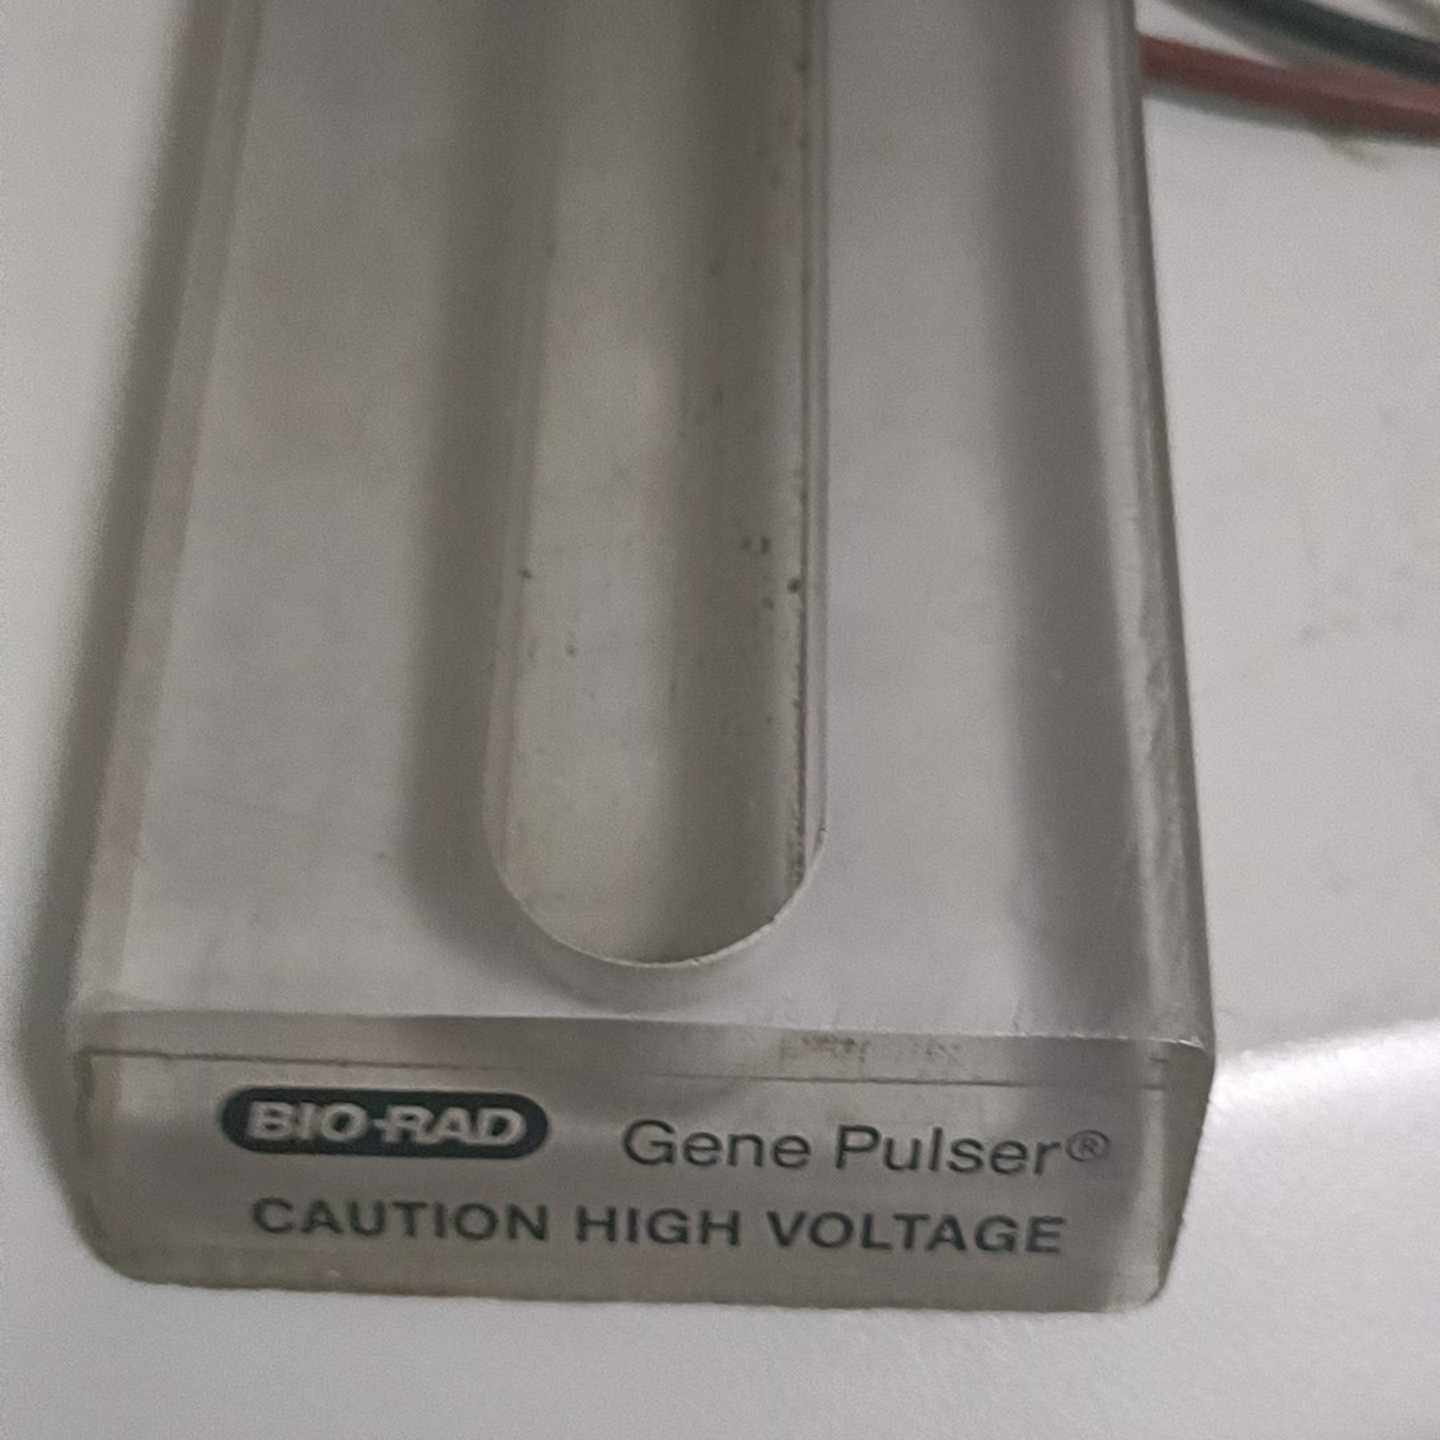 BIO-RAD Gene Pulser®
CAUTION HIGH VOLTAGE